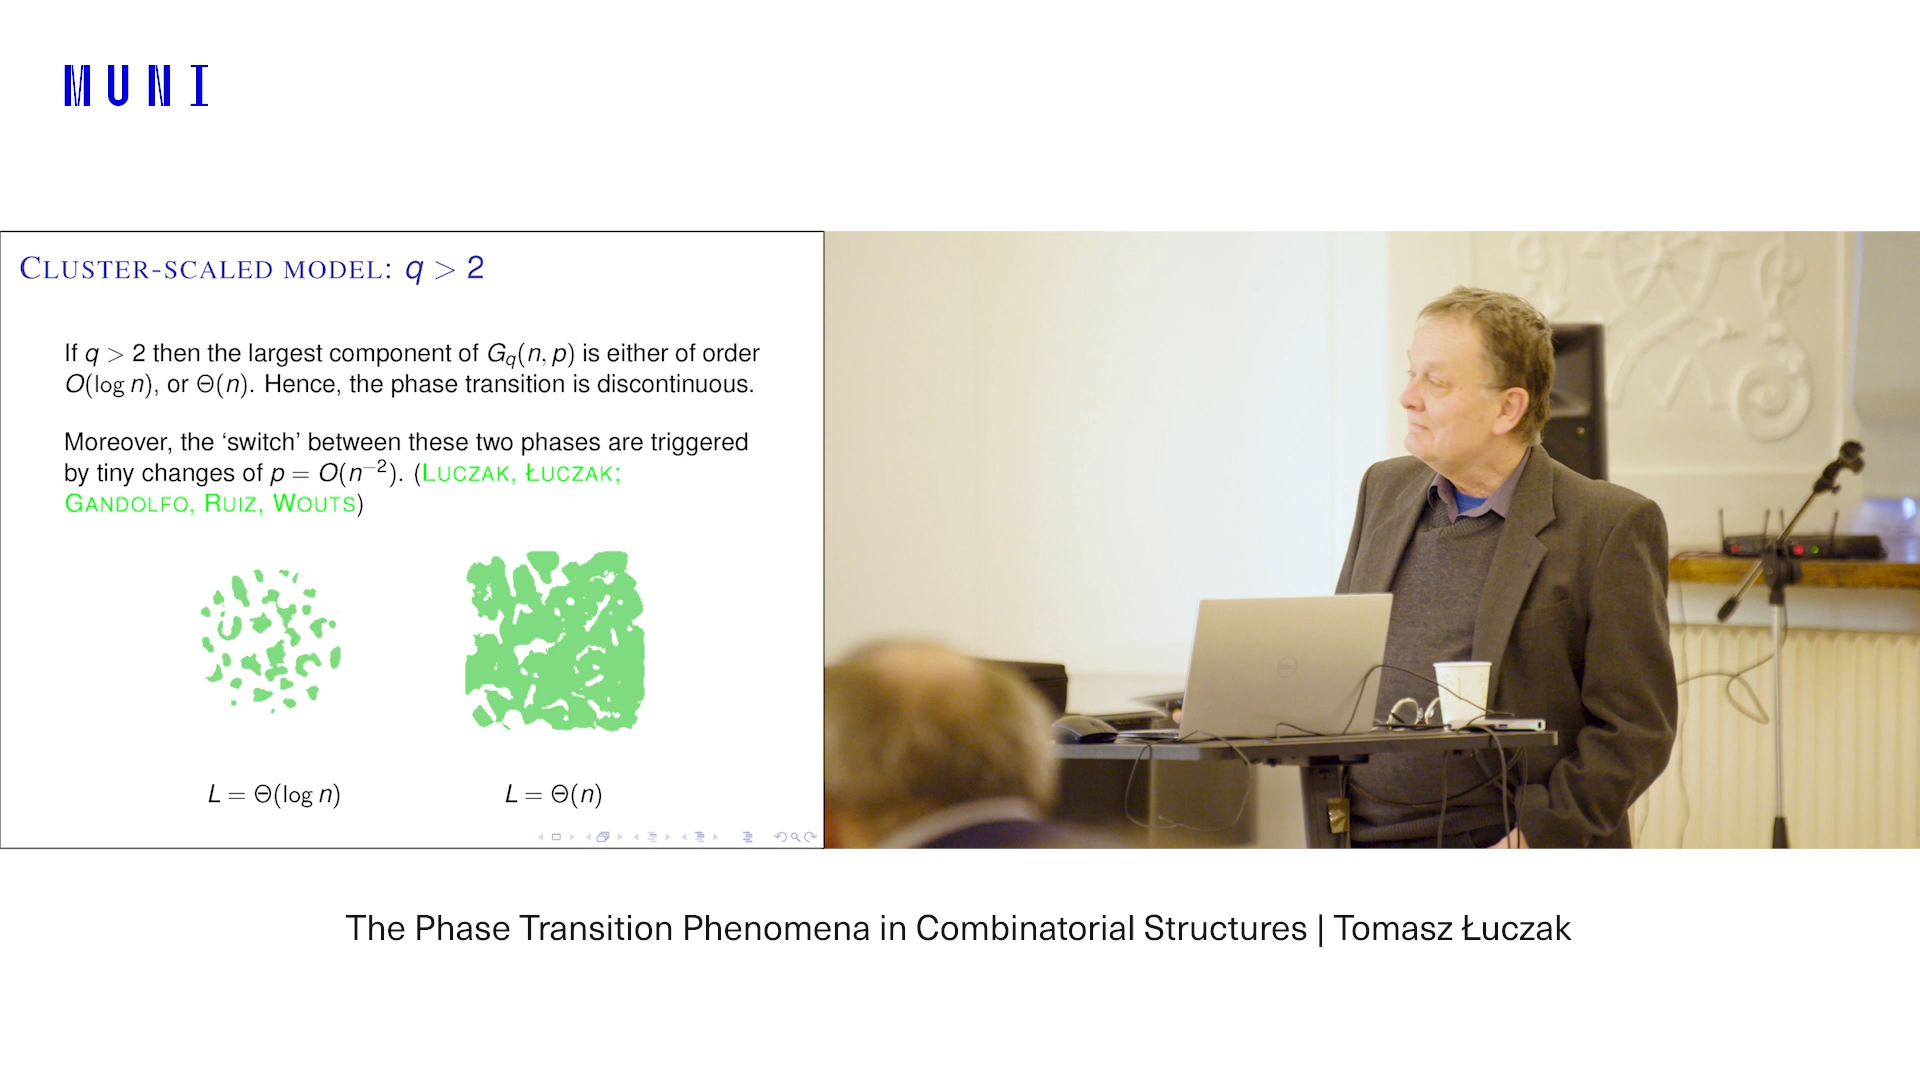 MUNI
CLUSTER-SCALED MODEL: q > 2
If q > 2 then the largest component of G_q(n, p) is either of order
O(log n), or Θ(n). Hence, the phase transition is discontinuous.
Moreover, the ‘switch’ between these two phases are triggered
by tiny changes of p = O(n⁻²). (LUCZAK, ŁUCZAK;
GANDOLFO, RUIZ, WOUTS)
L = Θ(log n)
L = Θ(n)
The Phase Transition Phenomena in Combinatorial Structures | Tomasz Łuczak